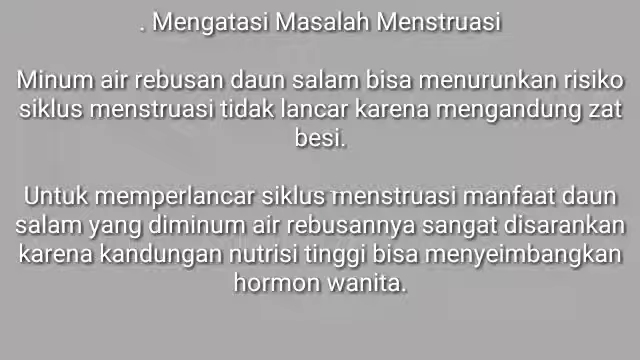 . Mengatasi Masalah Menstruasi
Minum air rebusan daun salam bisa menurunkan risiko
siklus menstruasi tidak lancar karena mengandung zat
besi.
Untuk memperlancar siklus menstruasi manfaat daun
salam yang diminum air rebusannya sangat disarankan
karena kandungan nutrisi tinggi bisa menyeimbangkan
hormon wanita.